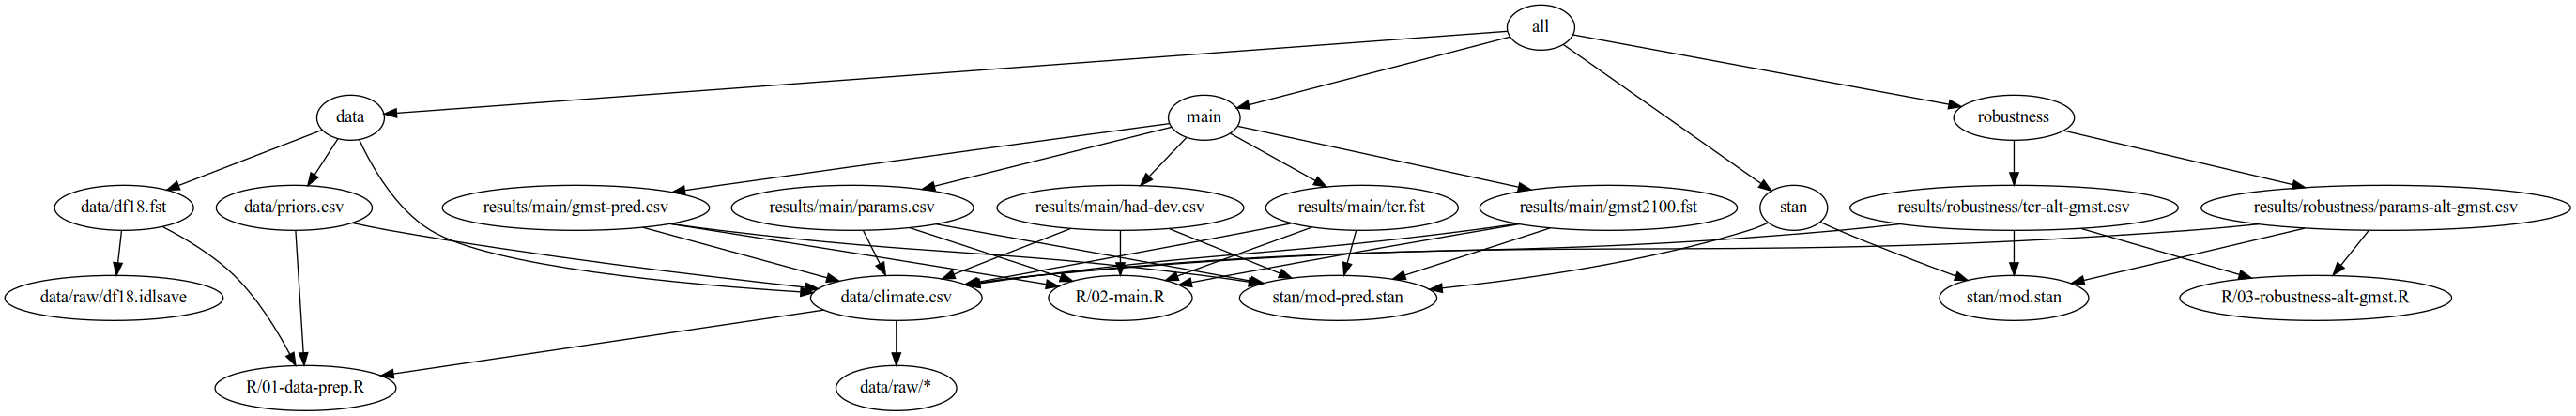 all
data
main
robustness
data/df18.fst
data/priors.csv
results/main/gmst-pred.csv
results/main/params.csv
results/main/had-dev.csv
results/main/tcr.fst
results/main/gmst2100.fst
stan
results/robustness/tcr-alt-gmst.csv
results/robustness/params-alt-gmst.csv
data/raw/df18.idlsave
data/climate.csv
R/02-main.R
stan/mod-pred.stan
stan/mod.stan
R/03-robustness-alt-gmst.R
R/01-data-prep.R
data/raw/*